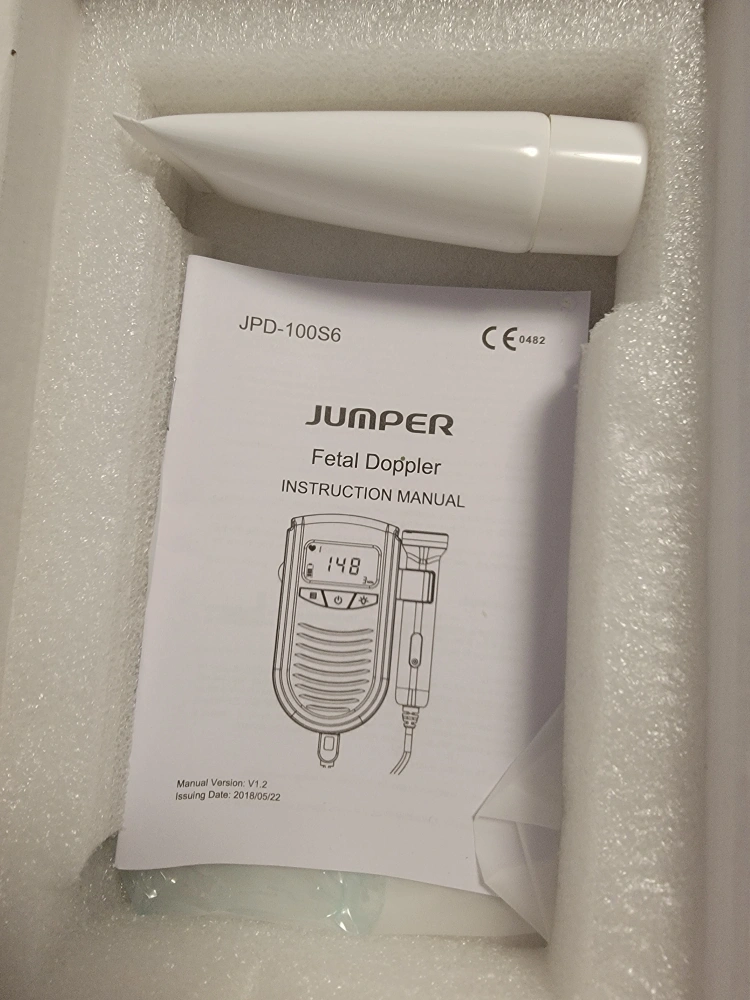 JPD-100S6
CE 0482
JUMPER
Fetal Doppler
INSTRUCTION MANUAL
148
Manual Version: V1.2
Issuing Date: 2018/05/22